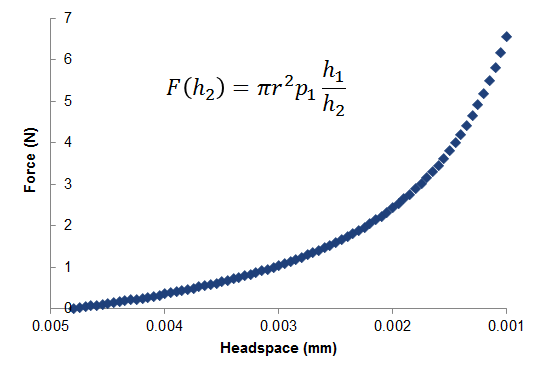 7
6
5
4
3
2
1
0
F(h₂) = πr²p₁ h₁/h₂
Force (N)
0.005 0.004 0.003 0.002 0.001
Headspace (mm)